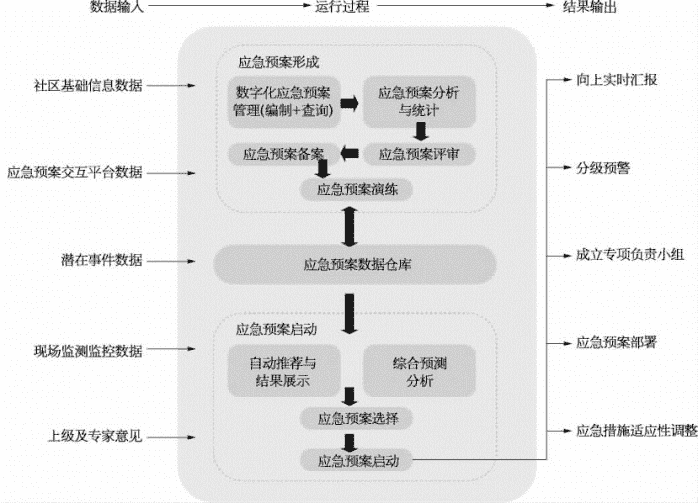 数据输入
运行过程
结果输出
社区基础信息数据
应急预案交互平台数据
潜在事件数据
现场监测监控数据
上级及专家意见
应急预案形成
数字化应急预案
管理(编制+查询)
应急预案分析
与统计
应急预案备案
应急预案评审
应急预案演练
应急预案数据仓库
应急预案启动
自动推荐与
结果展示
综合预测
分析
应急预案选择
应急预案启动
向上实时汇报
分级预警
成立专项负责小组
应急预案部署
应急措施适应性调整